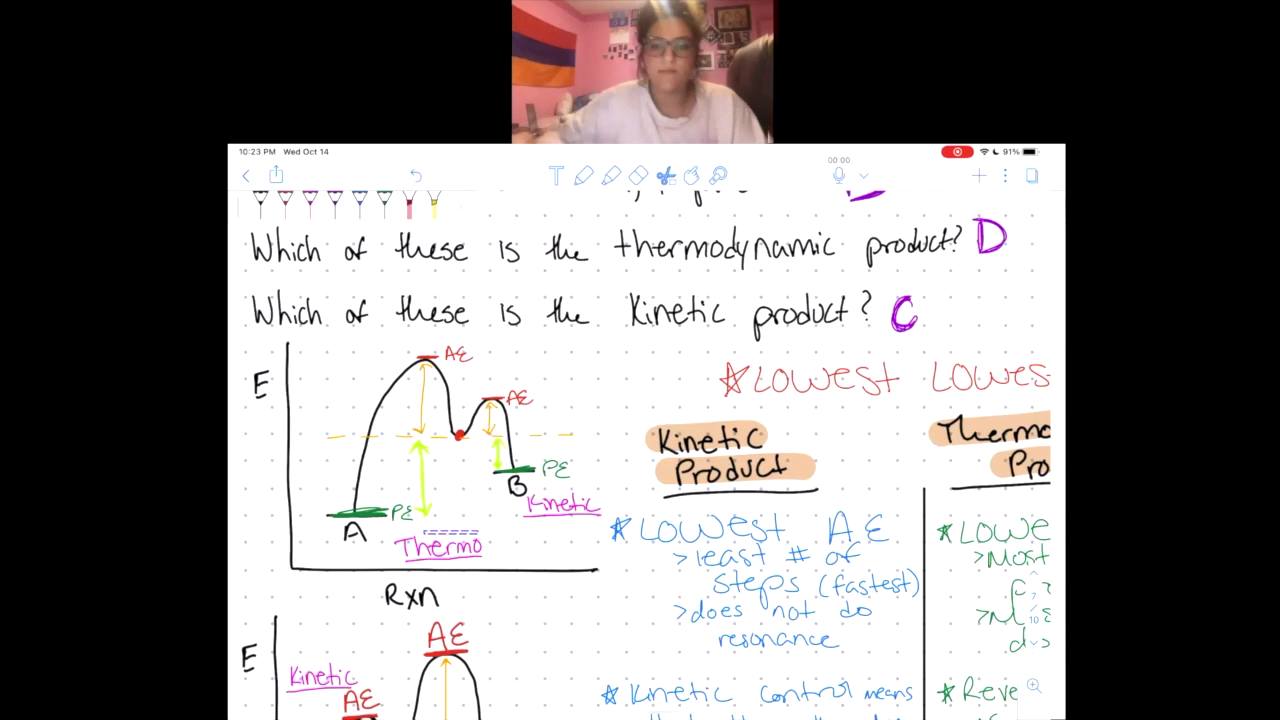 10:23 PM Wed Oct 14
91%
00:00
T
Which of these is the thermodynamic product? D
Which of these is the Kinetic product? C
E
AE
AE
PE
B
Kinetic
PE
A
Thermo
Rxn
LOWEST LOWES
Kinetic
Product
Thermo
Pro
LOWEST AE
>least # of
steps (fastest)
>does not do
resonance
Kinetic control means
LOWE
>Most
Reve
E
AE
Kinetic
AE